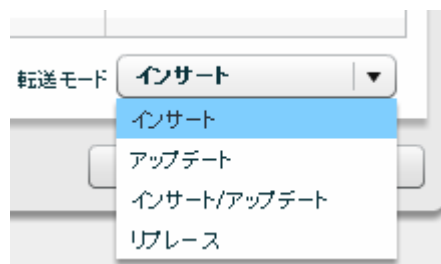 転送モード インサート
インサート
アップデート
インサート/アップデート
リプレース